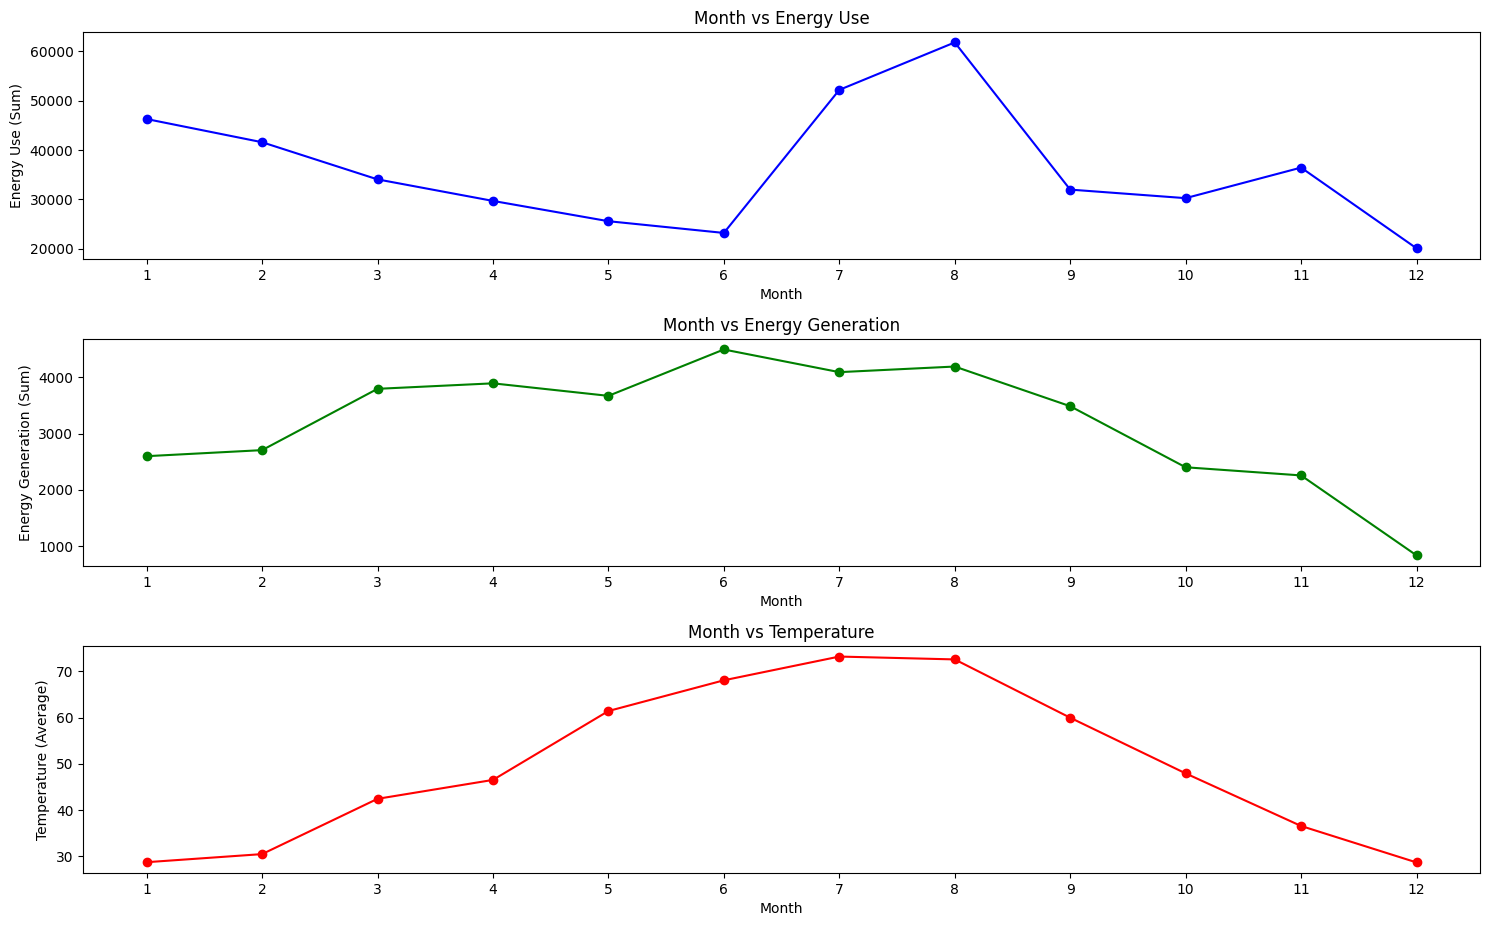 Month vs Energy Use
Energy Use (Sum)
60000
50000
40000
30000
20000
1 2 3 4 5 6 7 8 9 10 11 12
Month
Month vs Energy Generation
Energy Generation (Sum)
4000
3000
2000
1000
1 2 3 4 5 6 7 8 9 10 11 12
Month
Month vs Temperature
Temperature (Average)
70
60
50
40
30
1 2 3 4 5 6 7 8 9 10 11 12
Month